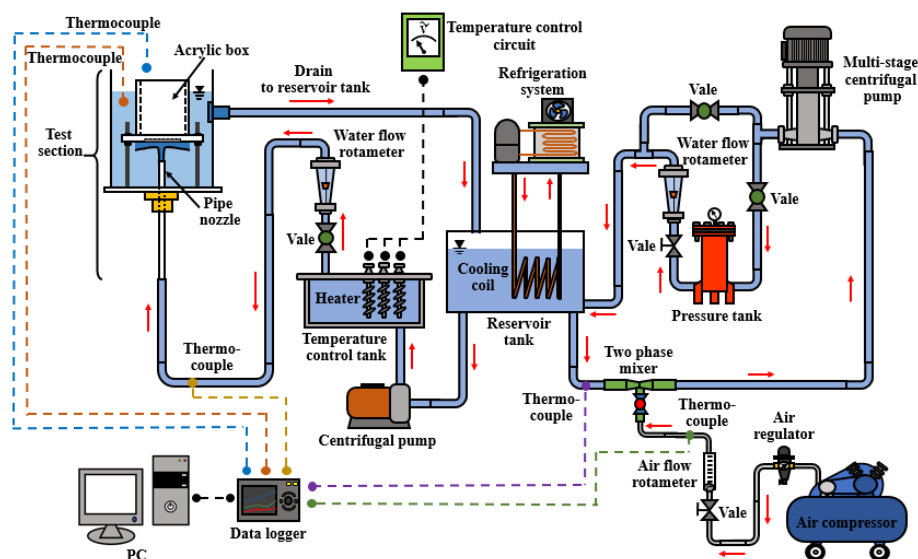 Thermocouple
Acrylic box
Thermocouple
Temperature control
circuit
Multi-stage
centrifugal
pump
Drain
to reservoir tank
Refrigeration
system
Vale
Test
section
Water flow
rotameter
Water flow
rotameter
Pipe
nozzle
Vale
Vale
Vale
Heater
Cooling
coil
Temperature
control tank
Reservoir
tank
Pressure tank
Thermo-
couple
Two phase
mixer
Thermo-
couple
Thermo-
couple
Centrifugal pump
Air
regulator
Air flow
rotameter
Vale
Air compressor
Data logger
PC
Ṽ